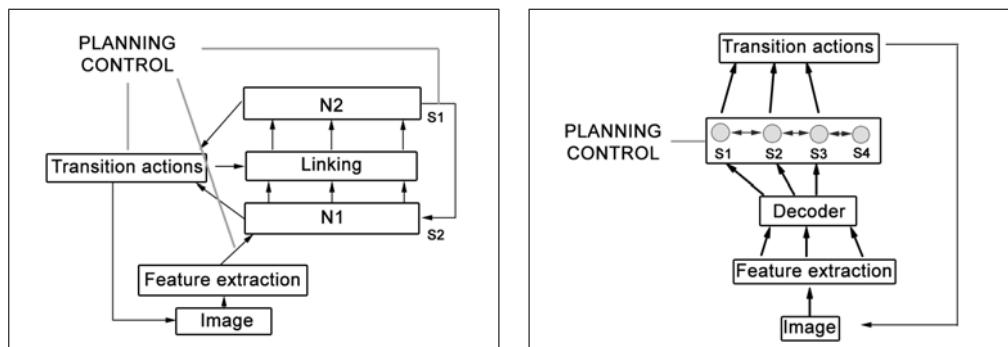 PLANNING
CONTROL
N2
S1
Transition actions
Linking
N1
S2
Feature extraction
Image
Transition actions
PLANNING
CONTROL
S1 S2 S3 S4
Decoder
Feature extraction
Image